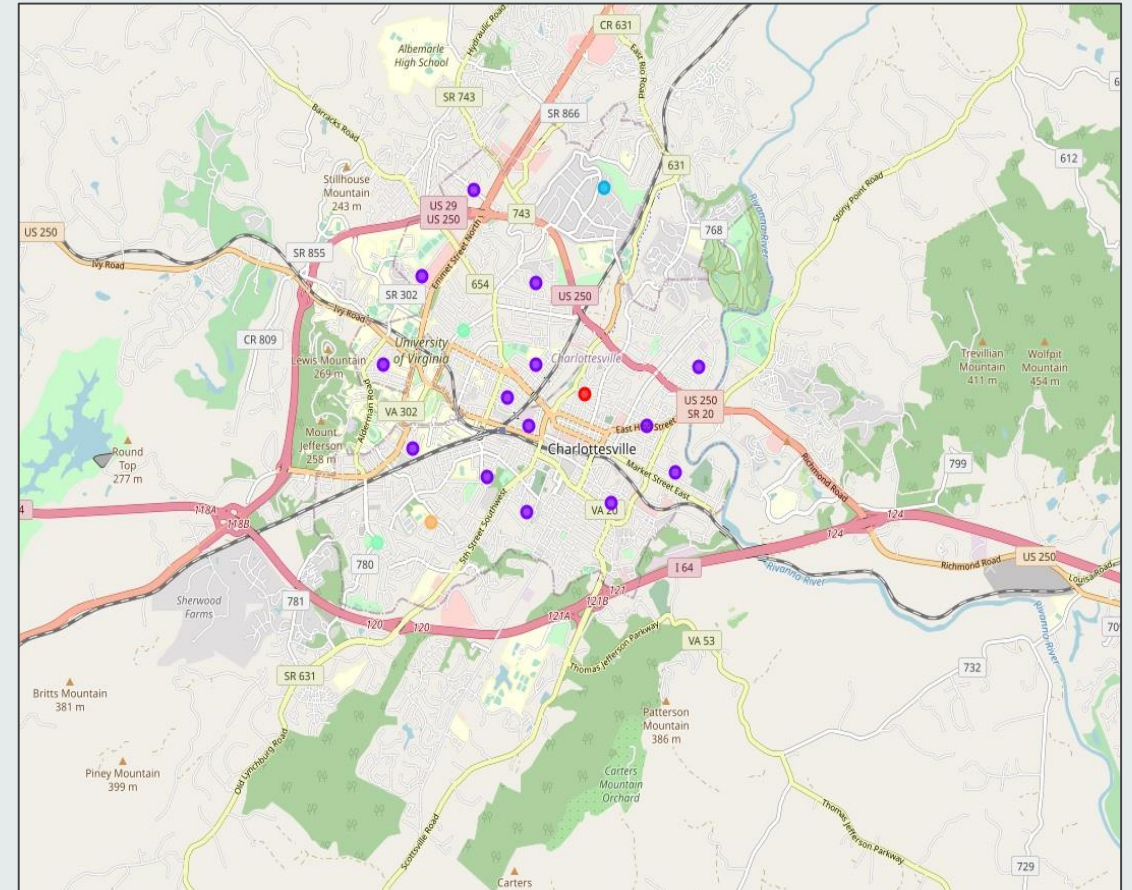 CR 631
Hydraulic Road
Albemarle
High School
East Rio Road
SR 743
Barracks Road
SR 866
612
631
Stillhouse
Mountain
243 m
Stony Point Road
US 29
US 250
743
Rivanna River
768
US 250
SR 855
Ivy Road
Emmet Street North
SR 302
654
US 250
Ivy Road
CR 809
University
of Virginia
Charlottesville
Lewis Mountain
269 m
Trevillian
Mountain
411 m
Wolfpit
Mountain
454 m
Alderman Road
VA 302
US 250
SR 20
East High Street
Mount
Jefferson
258 m
Charlottesville
Round
Top
277 m
Market Street East
Richmond Road
799
5th Street Southwest
VA 20
118A
118B
124
124
780
I 64
Rivanna River
Richmond Road
US 250
Louisa Road
Sherwood
Farms
781
121
121B
121A
120
120
Thomas Jefferson Parkway
VA 53
Rivanna River
732
SR 631
Britts Mountain
381 m
Patterson
Mountain
386 m
Old Lynchburg Road
Piney Mountain
399 m
Carters
Mountain
Orchard
Scottsville Road
Thomas Jefferson Parkway
729
Carters